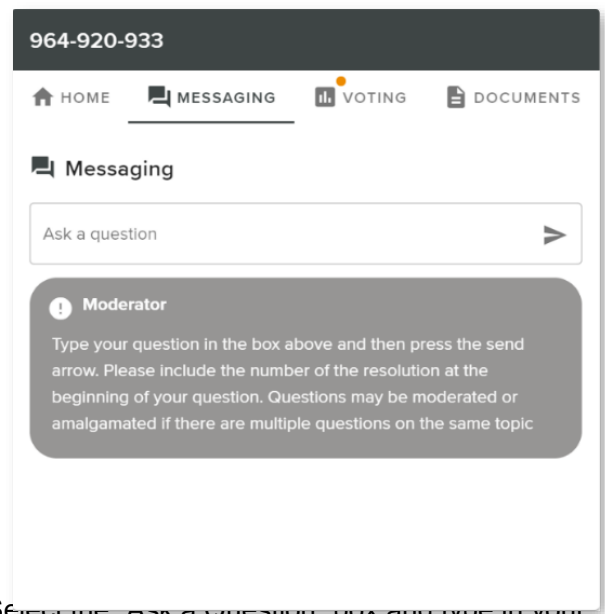 964-920-933
HOME MESSAGING VOTING DOCUMENTS
Messaging
Ask a question
Moderator
Type your question in the box above and then press the send
arrow. Please include the number of the resolution at the
beginning of your question. Questions may be moderated or
amalgamated if there are multiple questions on the same topic